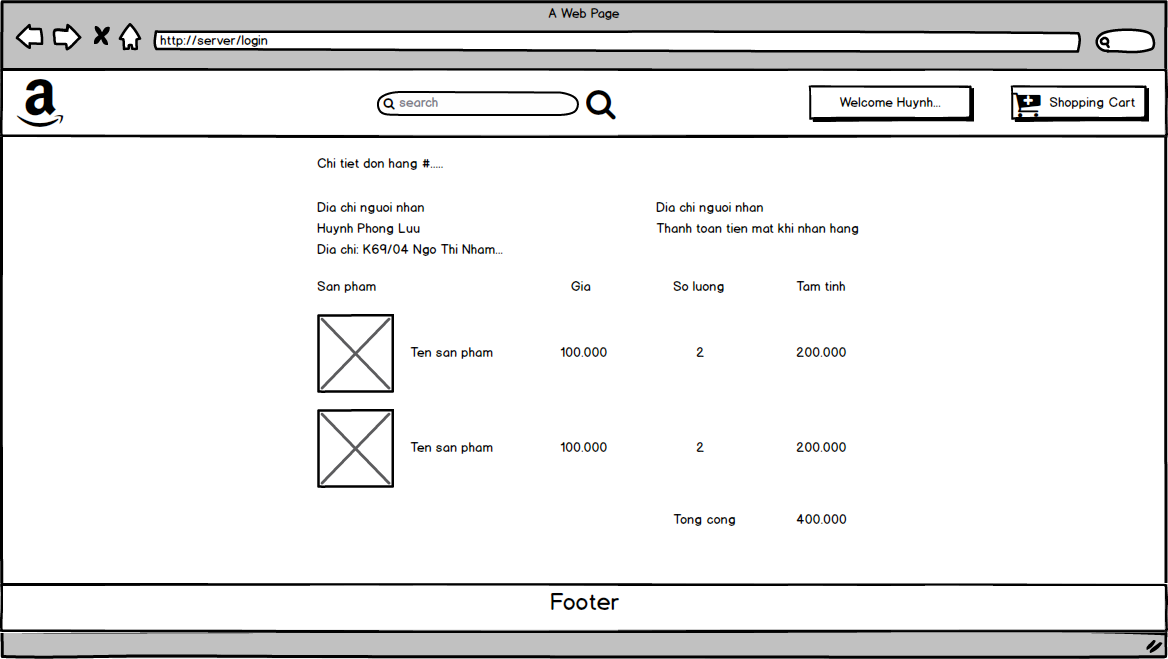 A Web Page
http://server/login
a
search
Welcome Huynh...
Shopping Cart
Chi tiet don hang #.....
Dia chi nguoi nhan
Huynh Phong Luu
Dia chi: K69/04 Ngo Thi Nham...
Dia chi nguoi nhan
Thanh toan tien mat khi nhan hang
San pham Gia So luong Tam tinh
Ten san pham 100.000 2 200.000
Ten san pham 100.000 2 200.000
Tong cong 400.000
Footer